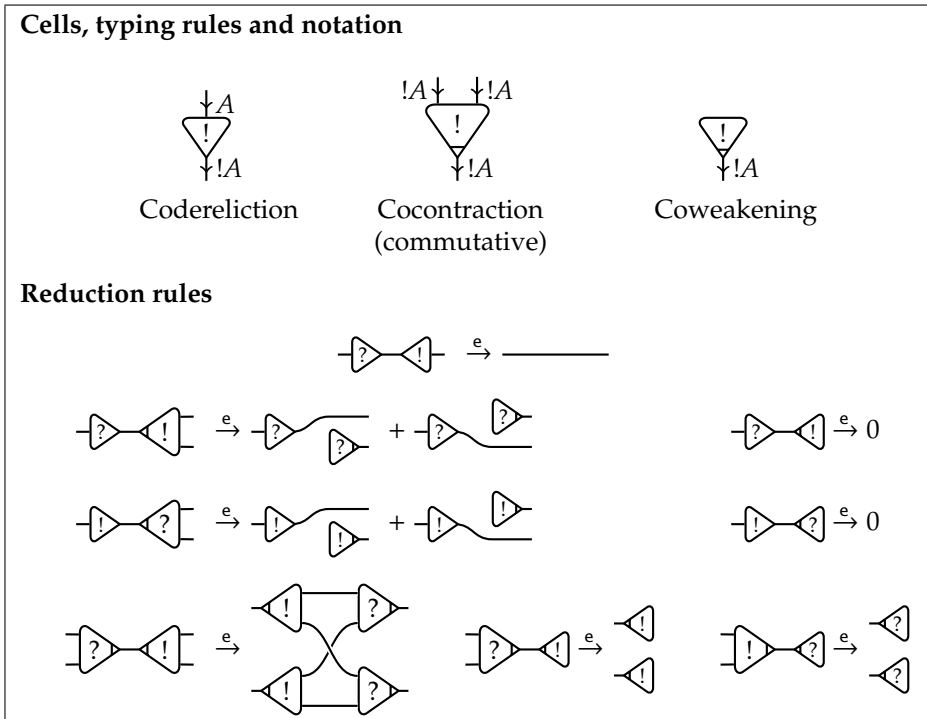 Cells, typing rules and notation
A !A !A
! ! !
!A !A !A
Codereliction Cocontraction Coweakening
(commutative)
Reduction rules
? ! e→
? ! e→ ? ? + ? ? ? ! e→ 0
! ? e→ ! ! + ! ! ! ? e→ 0
? ! e→ ! ? ! ? ? ! e→ ! ! ! ? e→ ? ?